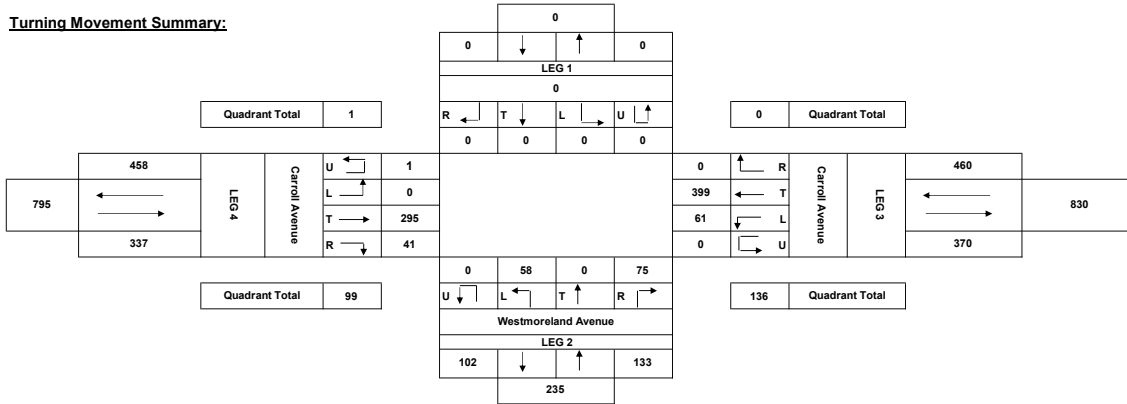 Turning Movement Summary:
0
0 0
LEG 1
0
Quadrant Total 1
R T L U
0 Quadrant Total
0 0 0 0
458
U 1
0 R
460
795
LEG 4
Carroll Avenue
L 0
399 T
Carroll Avenue
LEG 3
830
T 295
61 L
337
R 41
0 U
370
0 58 0 75
Quadrant Total 99
U L T R
136 Quadrant Total
Westmoreland Avenue
LEG 2
102 133
235